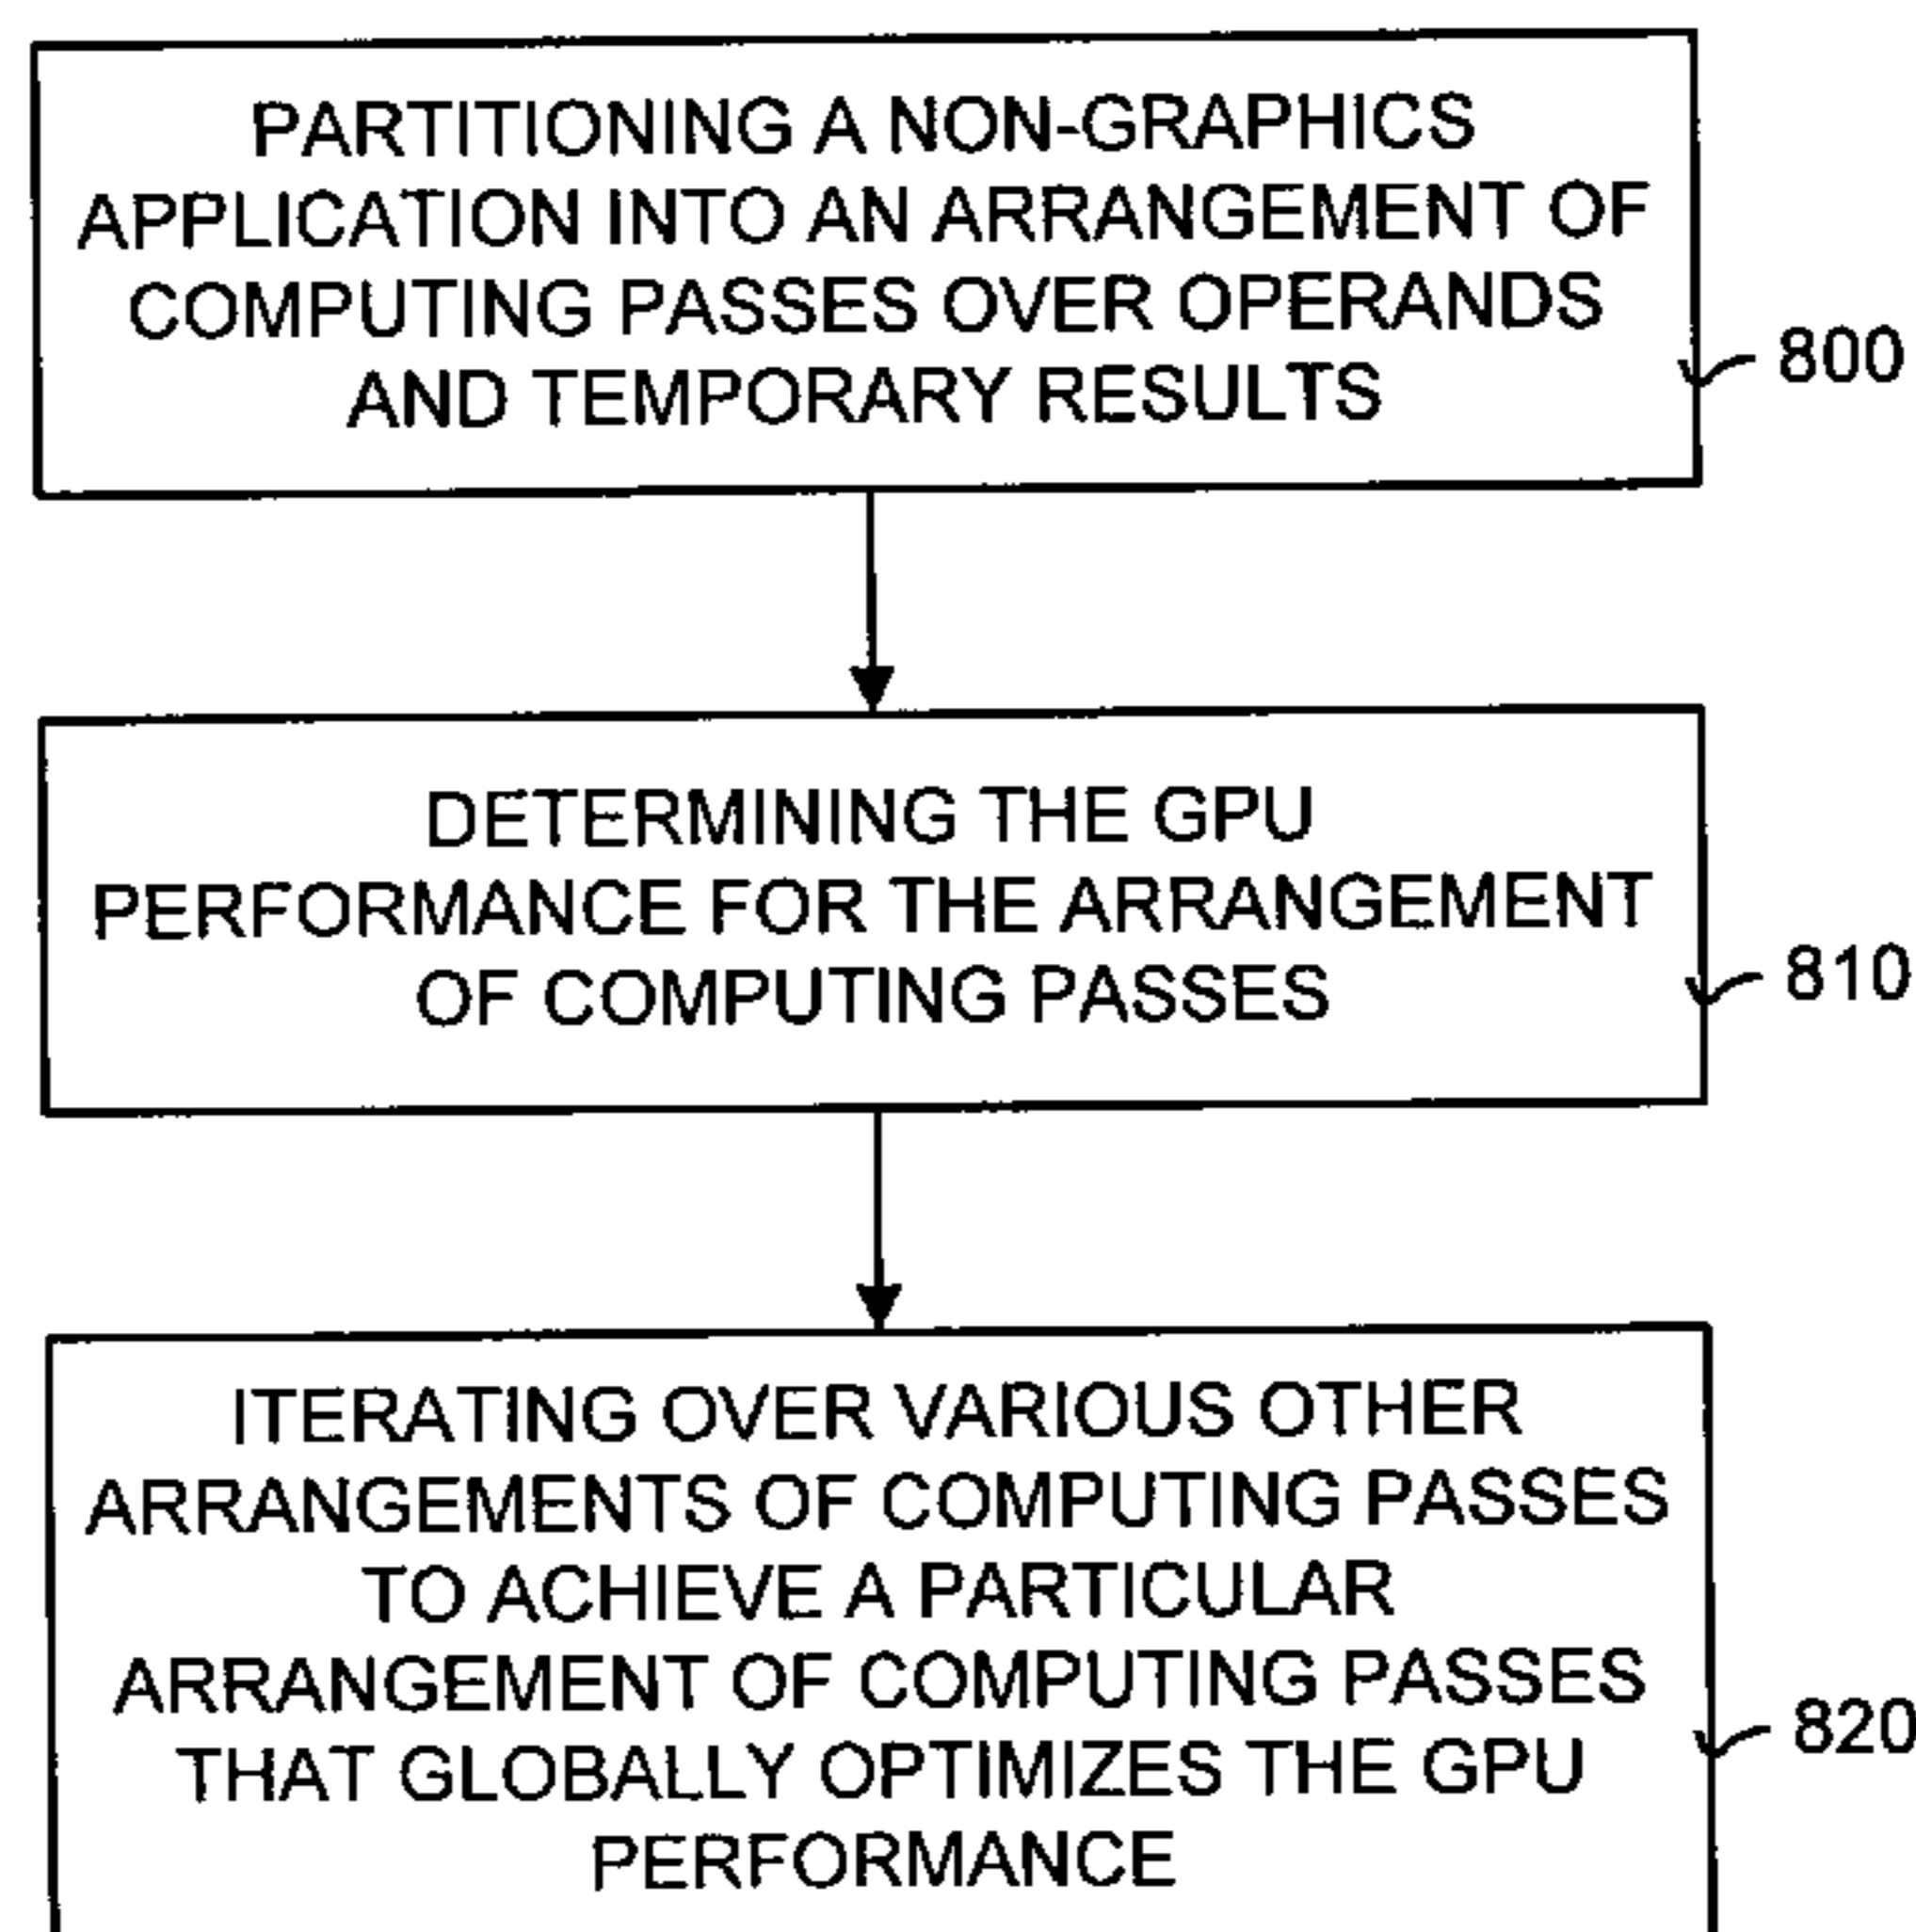 PARTITIONING A NON-GRAPHICS
APPLICATION INTO AN ARRANGEMENT OF
COMPUTING PASSES OVER OPERANDS
AND TEMPORARY RESULTS
800
DETERMINING THE GPU
PERFORMANCE FOR THE ARRANGEMENT
OF COMPUTING PASSES
810
ITERATING OVER VARIOUS OTHER
ARRANGEMENTS OF COMPUTING PASSES
TO ACHIEVE A PARTICULAR
ARRANGEMENT OF COMPUTING PASSES
THAT GLOBALLY OPTIMIZES THE GPU
PERFORMANCE
820